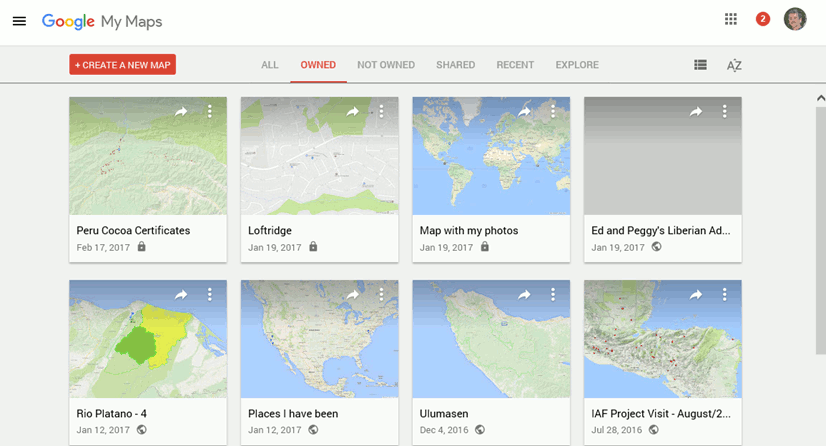 Google My Maps
2
+ CREATE A NEW MAP
ALL OWNED NOT OWNED SHARED RECENT EXPLORE
AZ
Peru Cocoa Certificates
Feb 17, 2017
Loftridge
Jan 19, 2017
Map with my photos
Jan 19, 2017
Ed and Peggy's Liberian Ad...
Jan 19, 2017
Rio Platano - 4
Jan 12, 2017
Places I have been
Jan 12, 2017
Ulumasen
Dec 4, 2016
IAF Project Visit - August/2...
Jul 28, 2016